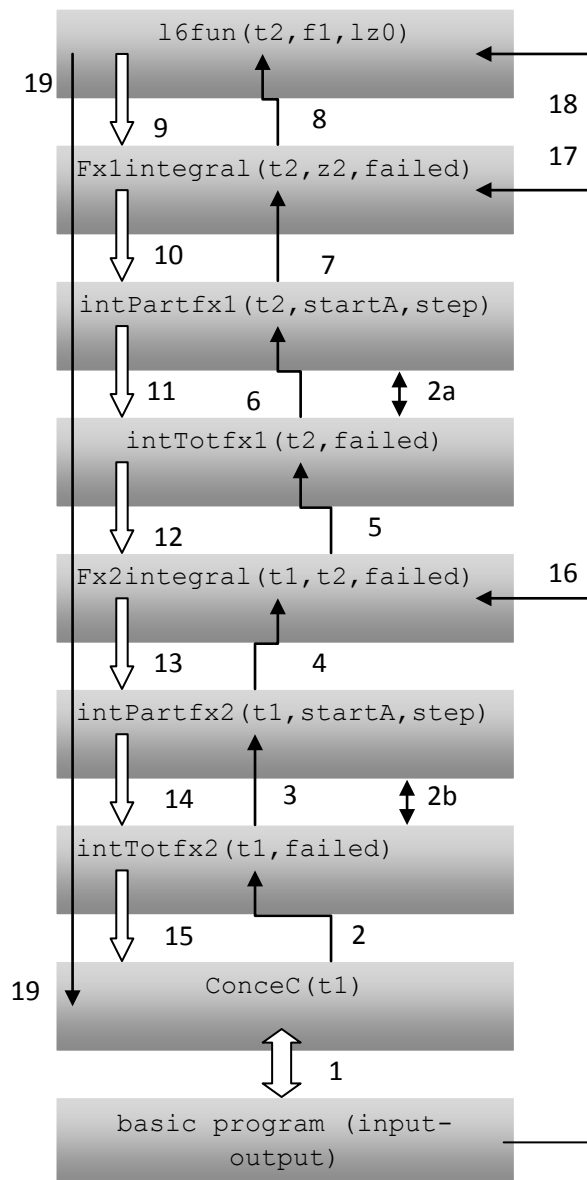 l6fun(t2,f1,lz0)
19
18
9
8
17
Fx1integral(t2,z2,failed)
10
7
intPartfx1(t2,startA,step)
11
6
2a
intTotfx1(t2,failed)
12
5
Fx2integral(t1,t2,failed)
16
13
4
intPartfx2(t1,startA,step)
14
3
2b
intTotfx2(t1,failed)
15
2
19
ConceC(t1)
1
basic program (input-
output)